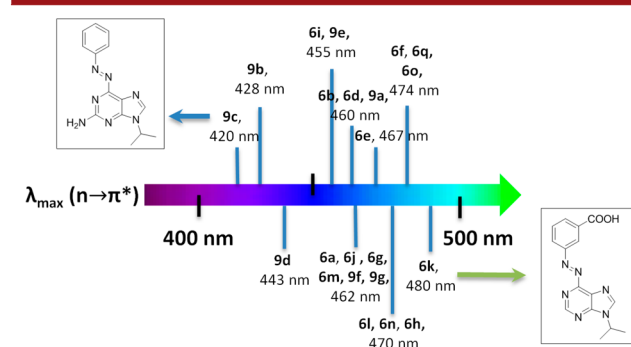 6i, 9e,
455 nm
9b,
428 nm
6f, 6q,
6o,
474 nm
6b, 6d, 9a,
460 nm
9c,
420 nm
6e, 467 nm
λmax (n→π*)
400 nm
500 nm
9d
443 nm
6a, 6j , 6g,
6m, 9f, 9g,
462 nm
6k,
480 nm
6l, 6n, 6h,
470 nm
N
N
N
N
N
N
H₂N
COOH
N
N
N
N
N
N